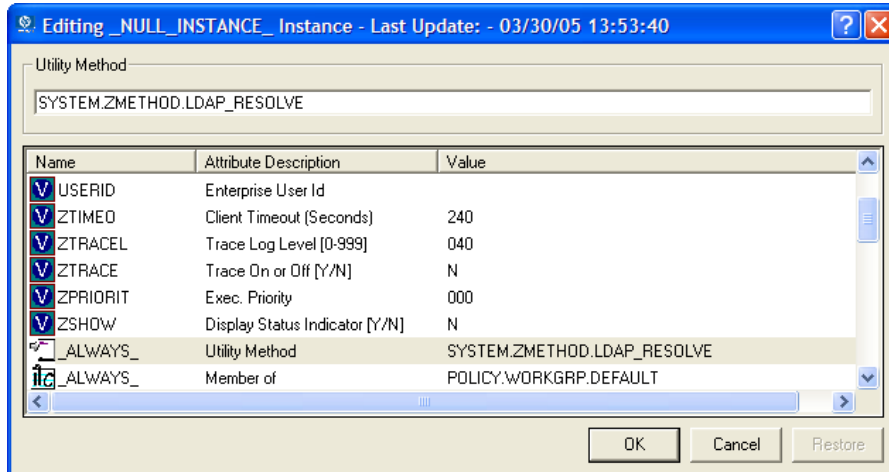 Editing _NULL_INSTANCE_ Instance - Last Update: - 03/30/05 13:53:40
Utility Method
SYSTEM.ZMETHOD.LDAP_RESOLVE
Name Attribute Description Value
V USERID Enterprise User Id
V ZTIMEO Client Timeout (Seconds) 240
V ZTRACEL Trace Log Level [0-999] 040
V ZTRACE Trace On or Off [Y/N] N
V ZPRIORIT Exec. Priority 000
V ZSHOW Display Status Indicator [Y/N] N
_ALWAYS_ Utility Method SYSTEM.ZMETHOD.LDAP_RESOLVE
_ALWAYS_ Member of POLICY.WORKGRP.DEFAULT
OK Cancel Restore